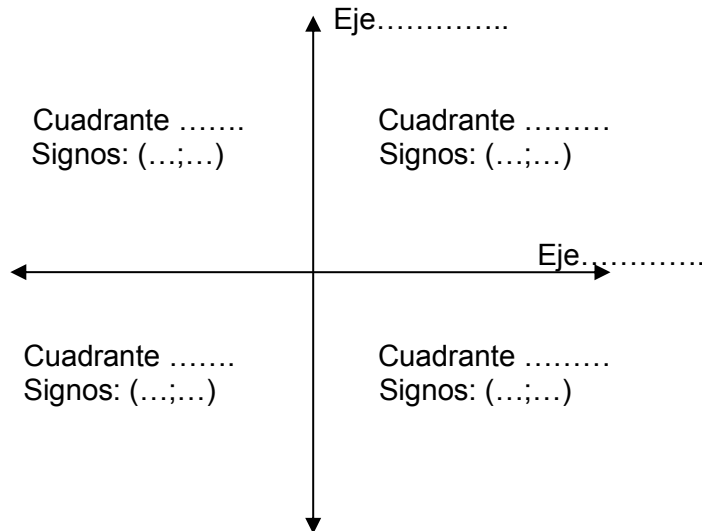 Eje…………..
Cuadrante …….
Signos: (…;…)
Cuadrante ………
Signos: (…;…)
Eje………….
Cuadrante …….
Signos: (…;…)
Cuadrante ………
Signos: (…;…)